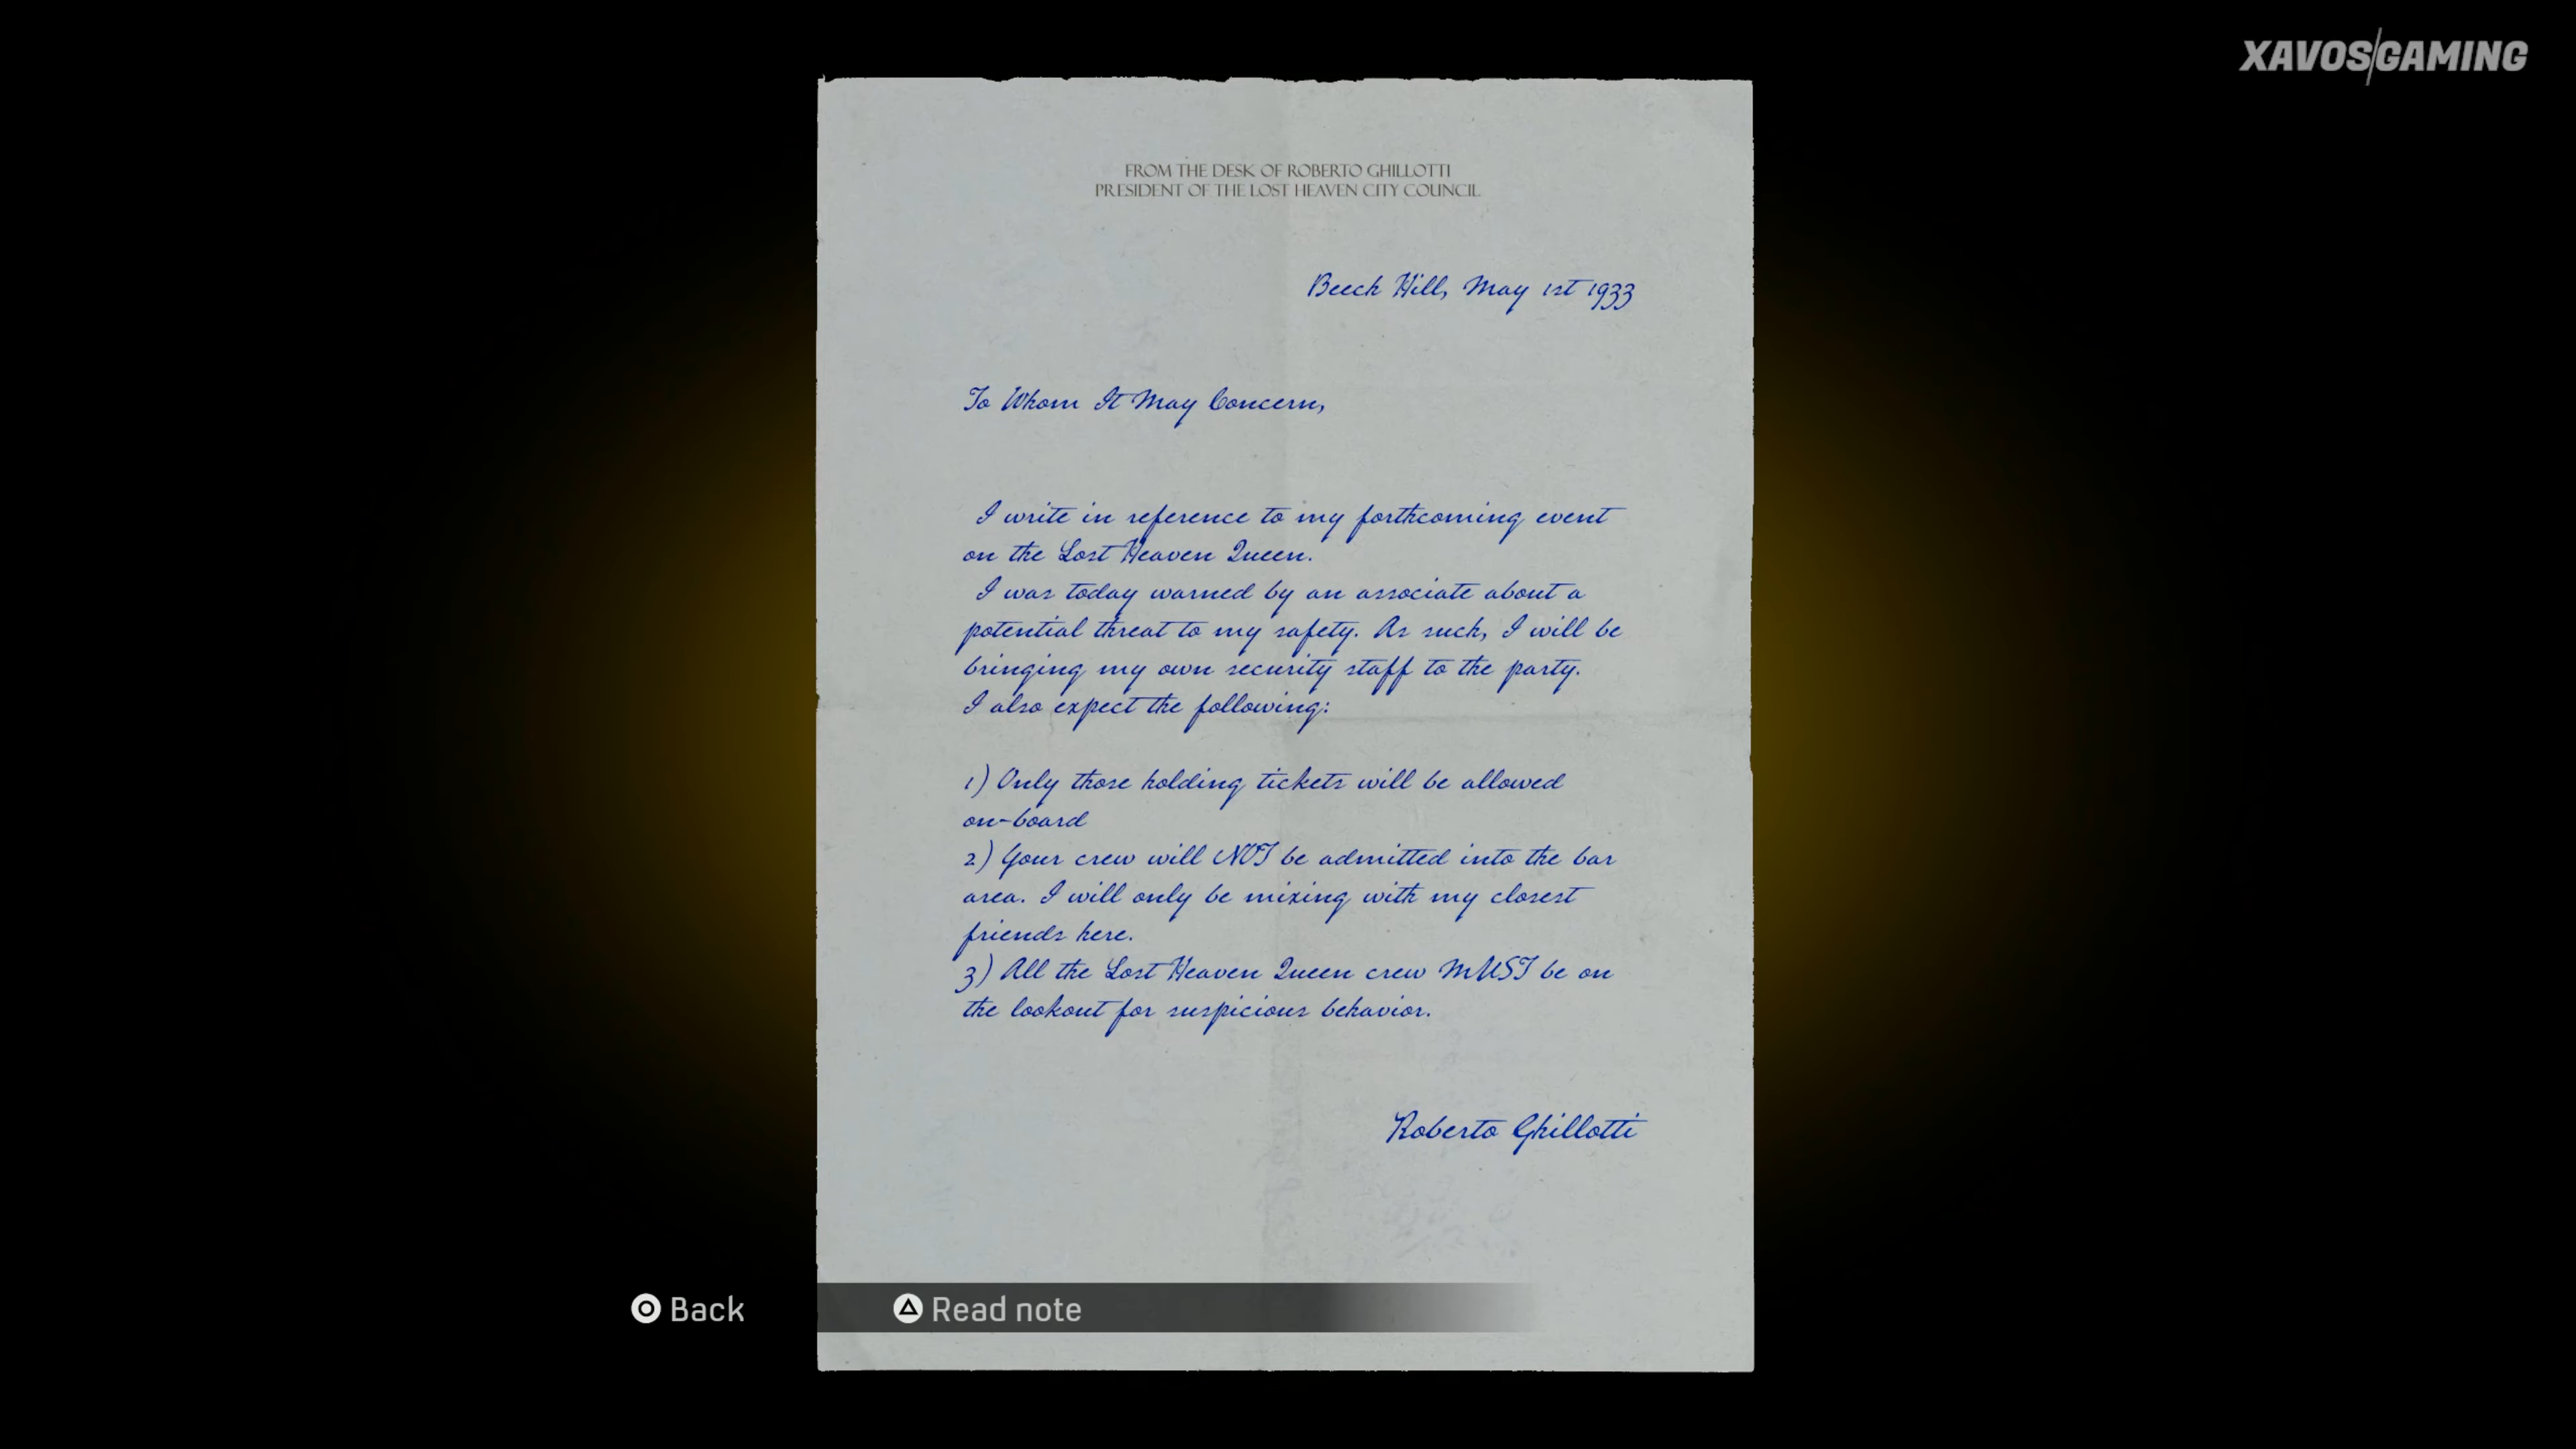 XAVOS/GAMING
FROM THE DESK OF ROBERTO GHILLOTTI
PRESIDENT OF THE LOST HEAVEN CITY COUNCIL
Beech Hill, May 1st 1933
To Whom It May Concern,
I write in reference to my forthcoming event
on the Lost Heaven Queen.
I was today warned by an associate about a
potential threat to my safety. As such, I will be
bringing my own security staff to the party.
I also expect the following:
1) Only those holding tickets will be allowed
on-board
2) Your crew will NOT be admitted into the bar
area. I will only be mixing with my closest
friends here.
3) All the Lost Heaven Queen crew MUST be on
the lookout for suspicious behavior.
Roberto Ghillotti
Back
Read note